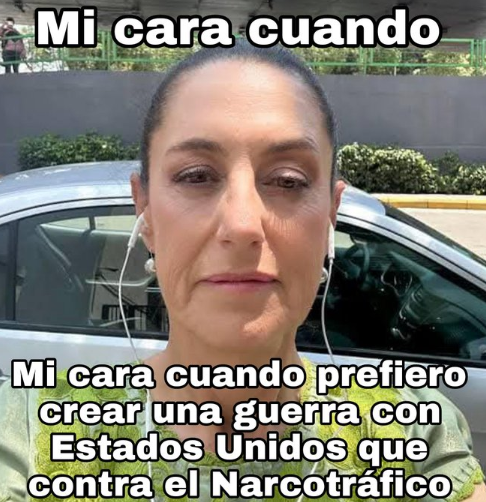 Mi cara cuando
Mi cara cuando prefiero
crear una guerra con
Estados Unidos que
contra el Narcotráfico